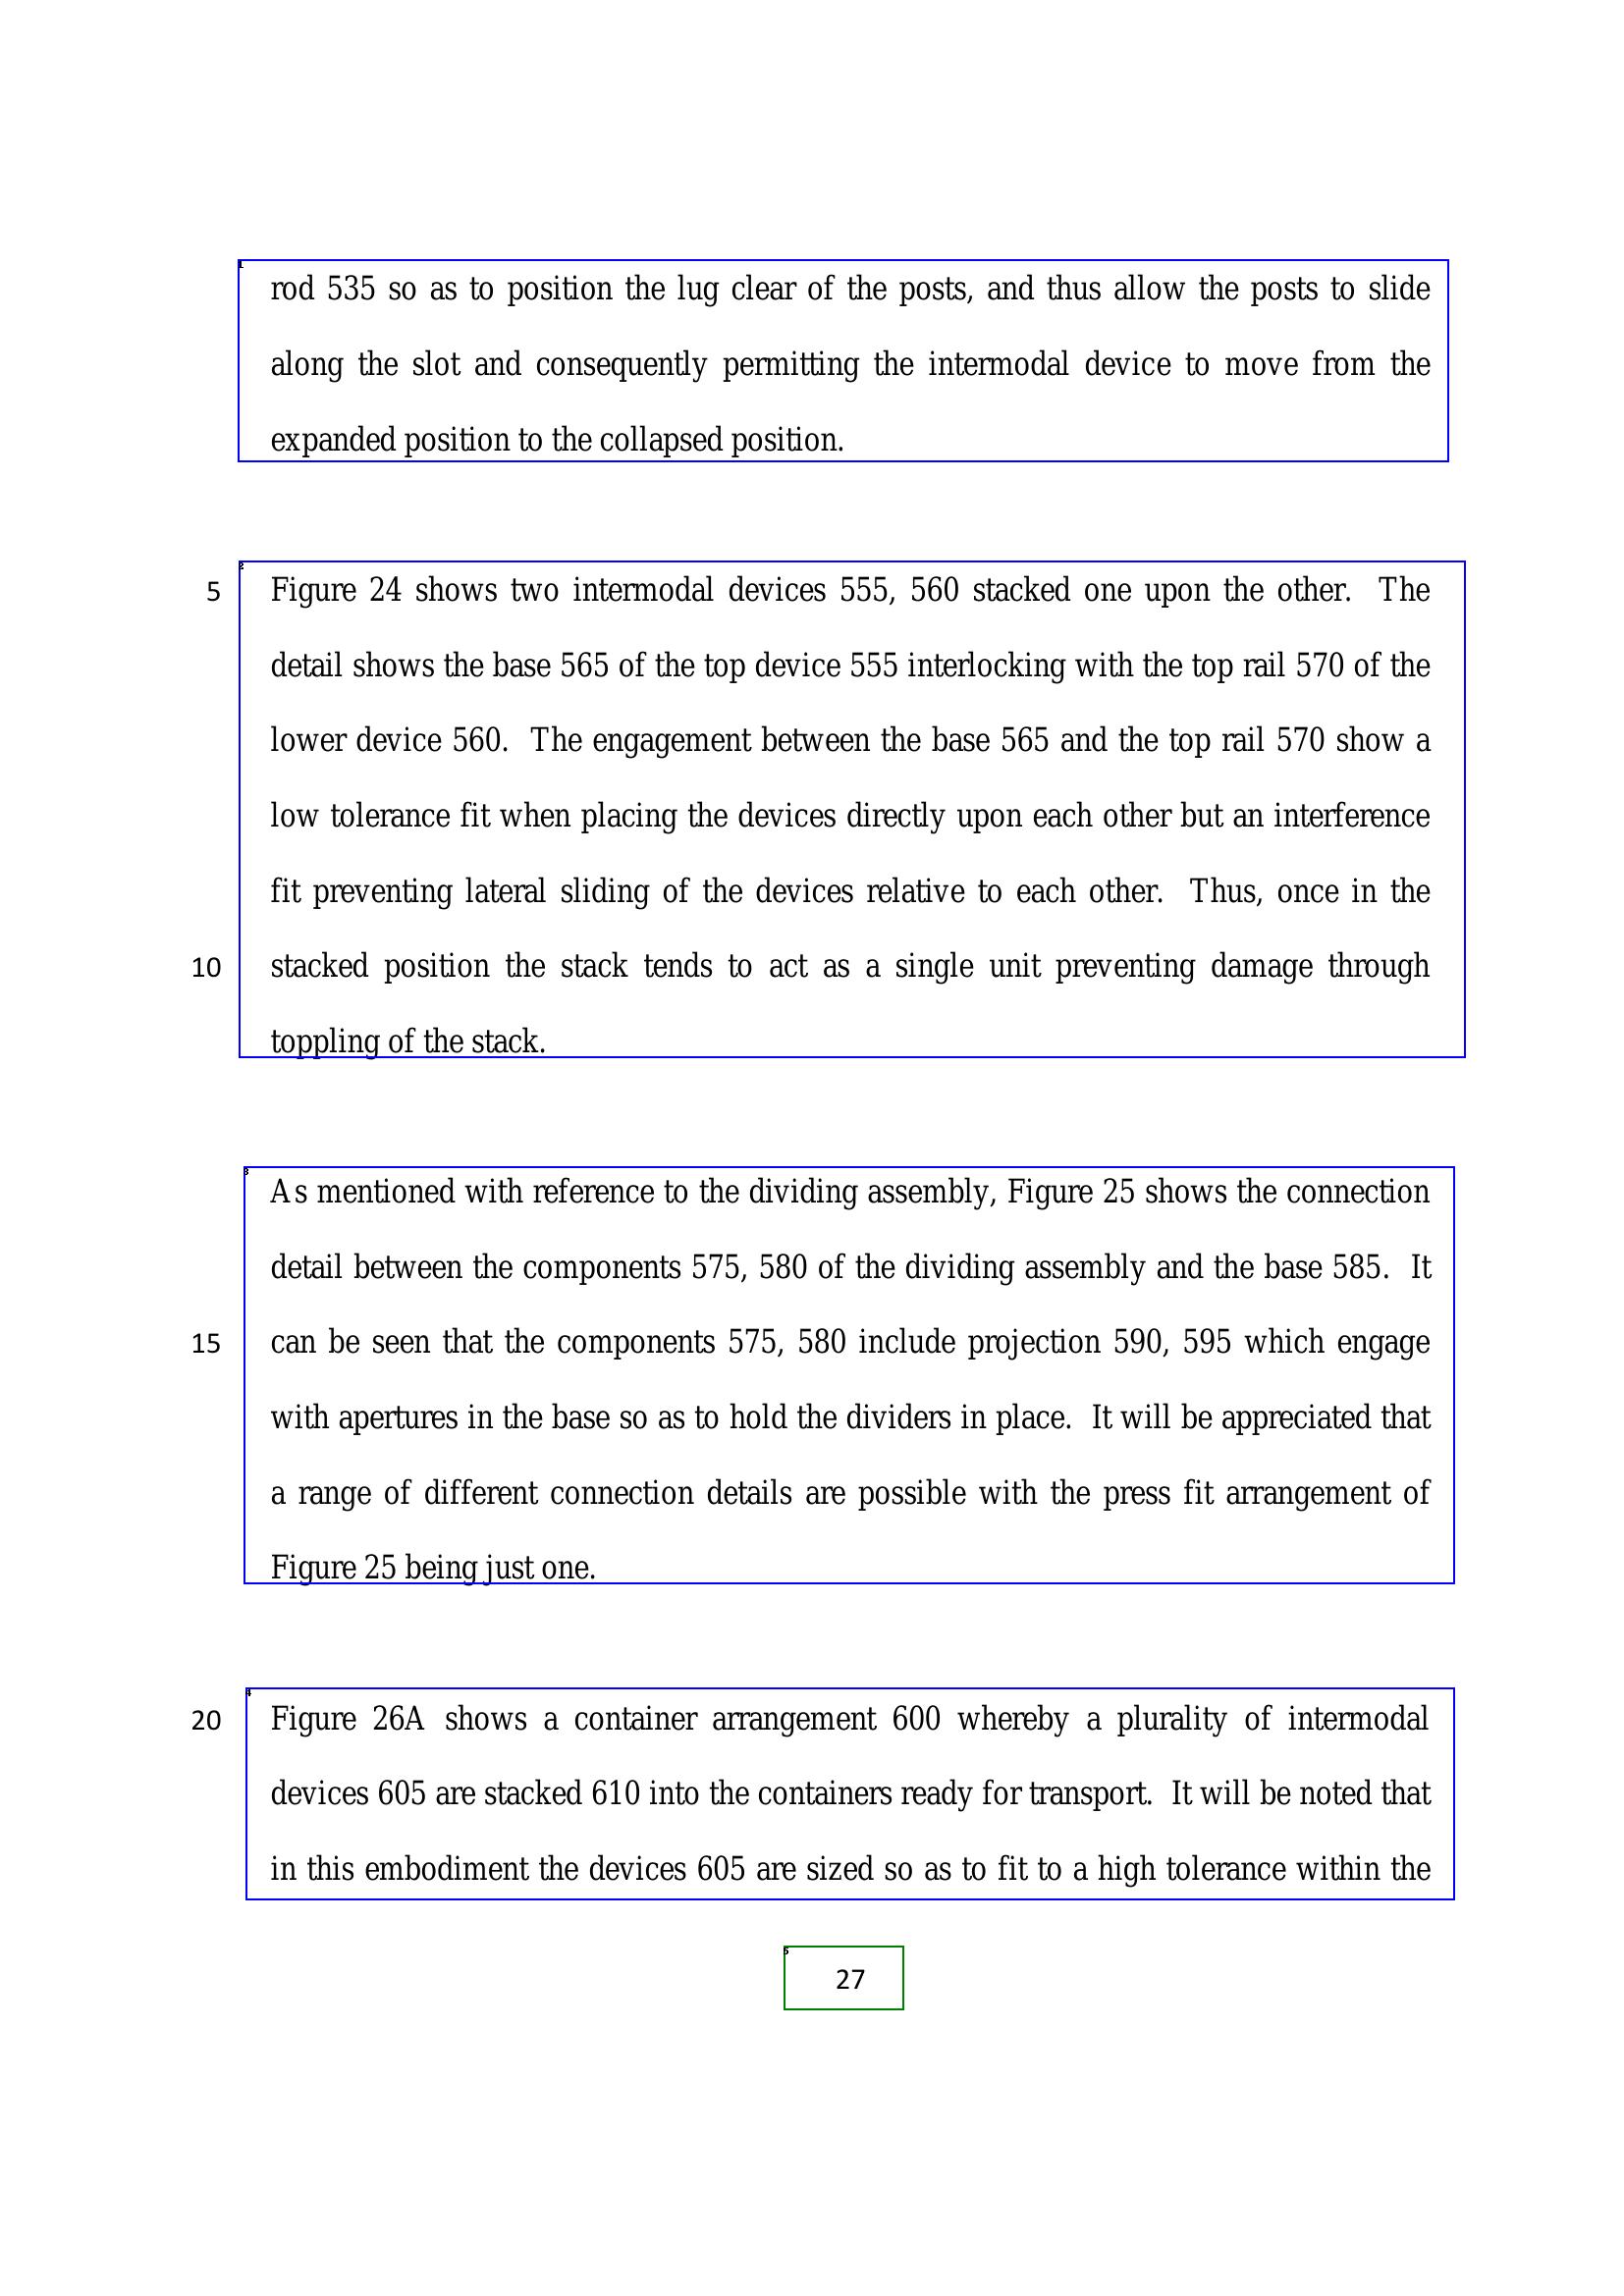 rod 535 so as to position the lug clear of the posts, and thus allow the posts to slide
along the slot and consequently permitting the intermodal device to move from the
expanded position to the collapsed position.
5 Figure 24 shows two intermodal devices 555, 560 stacked one upon the other. The
detail shows the base 565 of the top device 555 interlocking with the top rail 570 of the
lower device 560. The engagement between the base 565 and the top rail 570 show a
low tolerance fit when placing the devices directly upon each other but an interference
fit preventing lateral sliding of the devices relative to each other. Thus, once in the
10 stacked position the stack tends to act as a single unit preventing damage through
toppling of the stack.
As mentioned with reference to the dividing assembly, Figure 25 shows the connection
detail between the components 575, 580 of the dividing assembly and the base 585. It
15 can be seen that the components 575, 580 include projection 590, 595 which engage
with apertures in the base so as to hold the dividers in place. It will be appreciated that
a range of different connection details are possible with the press fit arrangement of
Figure 25 being just one.
20 Figure 26A shows a container arrangement 600 whereby a plurality of intermodal
devices 605 are stacked 610 into the containers ready for transport. It will be noted that
in this embodiment the devices 605 are sized so as to fit to a high tolerance within the
27